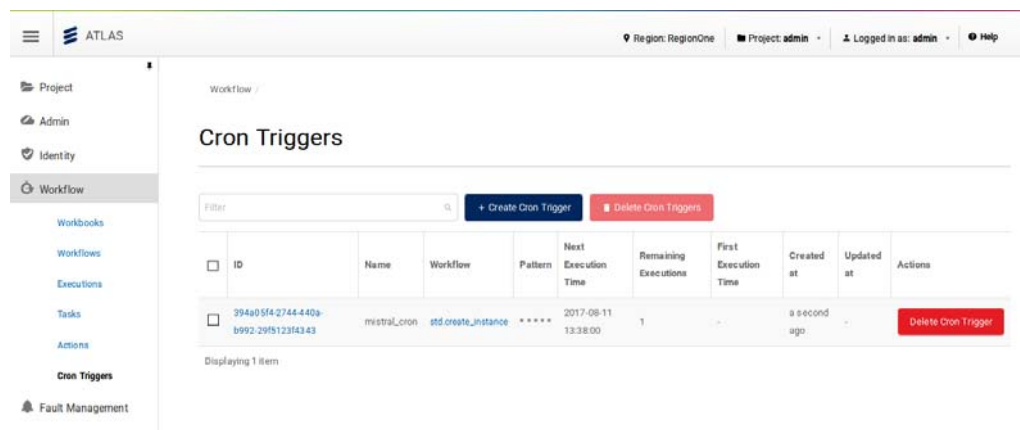 ATLAS
Region: RegionOne
Project: admin
Logged in as: admin
Help
Project
Admin
Identity
Workflow
Workbooks
Workflows
Executions
Tasks
Actions
Cron Triggers
Fault Management
Workflow /
Cron Triggers
Filter
+ Create Cron Trigger
Delete Cron Triggers
ID
Name
Workflow
Pattern
Next
Execution
Time
Remaining
Executions
First
Execution
Time
Created
at
Updated
at
Actions
394a05f4-2744-440a-
b992-29f5123f4343
mistral_cron
std.create_instance
* * * * *
2017-08-11
13:38:00
1
-
a second
ago
-
Delete Cron Trigger
Displaying 1 item